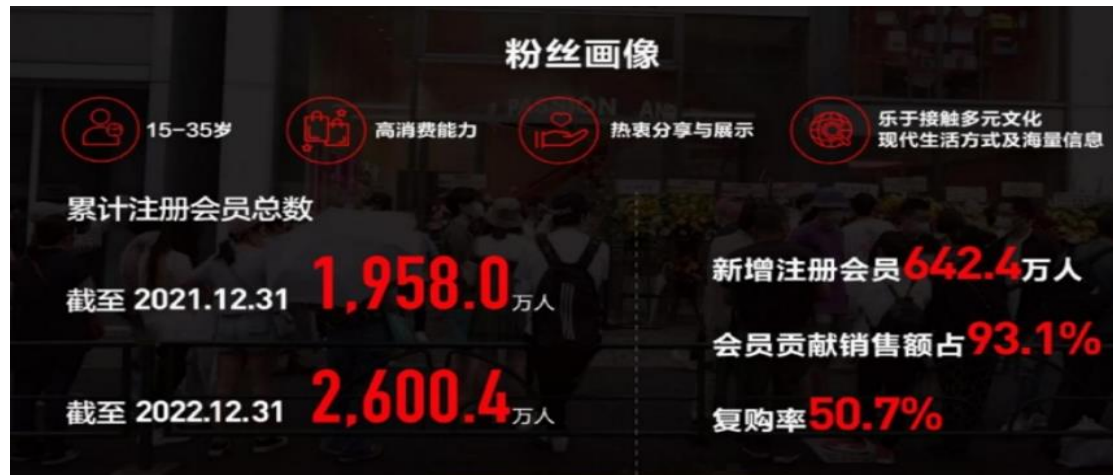 粉丝画像
15-35岁
高消费能力
热衷分享与展示
乐于接触多元文化
现代生活方式及海量信息
累计注册会员总数
截至 2021.12.31 1,958.0万人
截至 2022.12.31 2,600.4万人
新增注册会员642.4万人
会员贡献销售额占93.1%
复购率50.7%